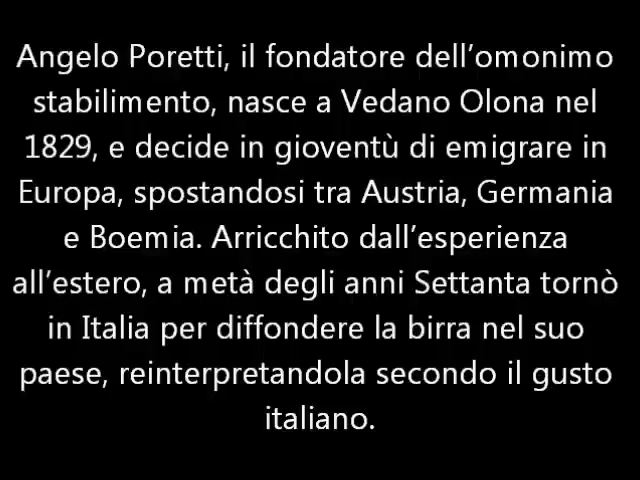 Angelo Poretti, il fondatore dell’omonimo
stabilimento, nasce a Vedano Olona nel
1829, e decide in gioventù di emigrare in
Europa, spostandosi tra Austria, Germania
e Boemia. Arricchito dall’esperienza
all’estero, a metà degli anni Settanta tornò
in Italia per diffondere la birra nel suo
paese, reinterpretandola secondo il gusto
italiano.